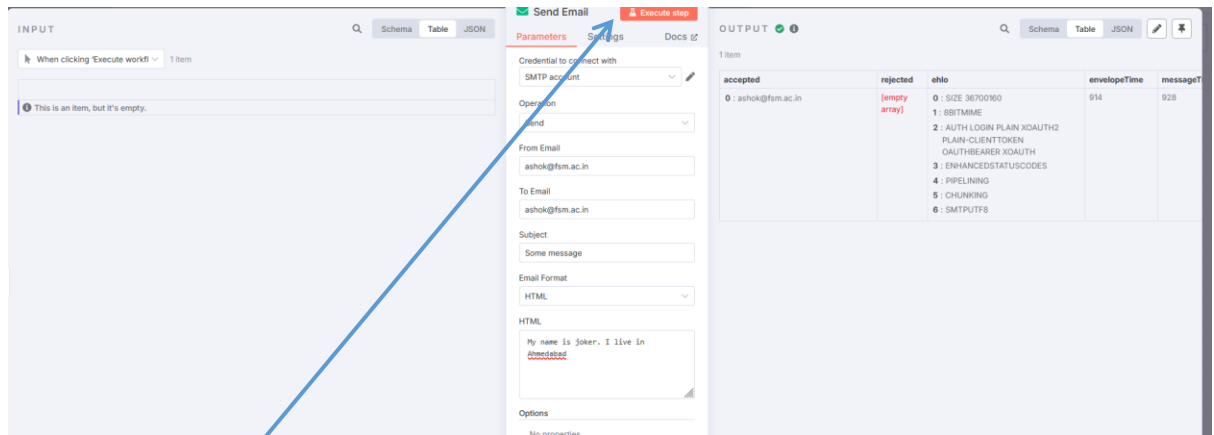 INPUT
Schema Table JSON
When clicking 'Execute workfl
1 item
This is an item, but it's empty.
Send Email
Execute step
Parameters Settings Docs
Credential to connect with
SMTP account
Operation
Send
From Email
ashok@fsm.ac.in
To Email
ashok@fsm.ac.in
Subject
Some message
Email Format
HTML
HTML
My name is joker. I live in
Ahmedabad
Options
No properties
OUTPUT
Schema Table JSON
1 item
accepted rejected ehlo envelopeTime messageTi
0 : ashok@fsm.ac.in
[empty
array]
0 : SIZE 36700160
1 : 8BITMIME
2 : AUTH LOGIN PLAIN XOAUTH2
PLAIN-CLIENTTOKEN
OAUTHBEARER XOAUTH
3 : ENHANCEDSTATUSCODES
4 : PIPELINING
5 : CHUNKING
6 : SMTPUTF8
914
928